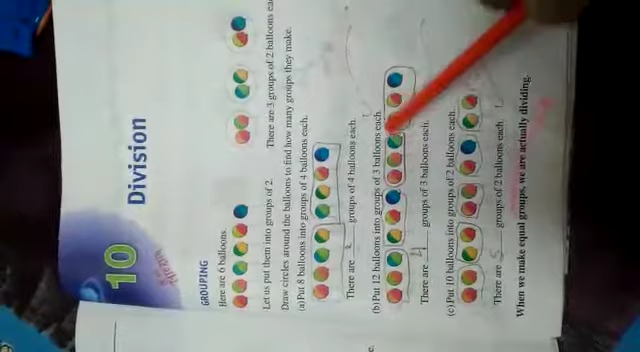 10
Division
GROUPING
Here are 6 balloons.
Let us put them into groups of 2.
There are 3 groups of 2 balloons eac
Draw circles around the balloons to find how many groups they make.
(a) Put 8 balloons into groups of 4 balloons each.
There are groups of 4 balloons each.
(b) Put 12 balloons into groups of 3 balloons each.
There are 4 groups of 3 balloons each.
(c) Put 10 balloons into groups of 2 balloons each.
There are 5 groups of 2 balloons each.
When we make equal groups, we are actually dividing.